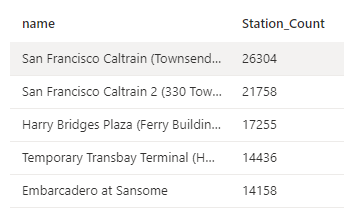 name Station_Count
San Francisco Caltrain (Townsend... 26304
San Francisco Caltrain 2 (330 Tow... 21758
Harry Bridges Plaza (Ferry Buildin... 17255
Temporary Transbay Terminal (H... 14436
Embarcadero at Sansome 14158